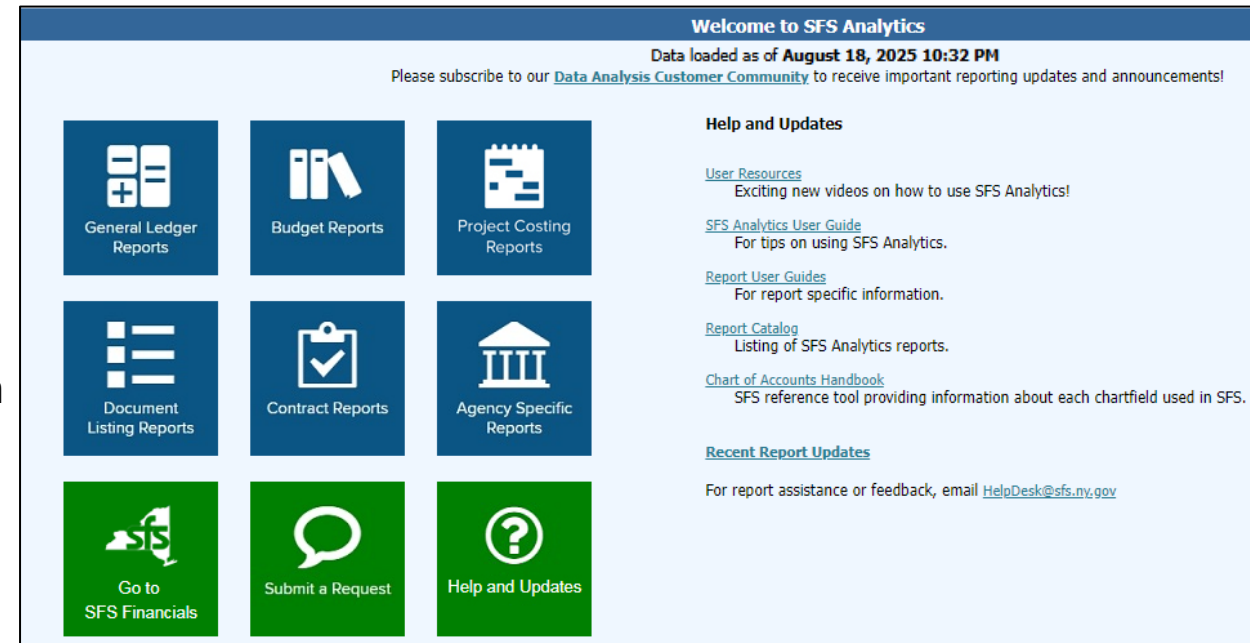 Welcome to SFS Analytics
Data loaded as of August 18, 2025 10:32 PM
Please subscribe to our Data Analysis Customer Community to receive important reporting updates and announcements!
General Ledger
Reports
Budget Reports
Project Costing
Reports
Document
Listing Reports
Contract Reports
Agency Specific
Reports
sfs
Go to
SFS Financials
Submit a Request
Help and Updates
Help and Updates
User Resources
Exciting new videos on how to use SFS Analytics!
SFS Analytics User Guide
For tips on using SFS Analytics.
Report User Guides
For report specific information.
Report Catalog
Listing of SFS Analytics reports.
Chart of Accounts Handbook
SFS reference tool providing information about each chartfield used in SFS.
Recent Report Updates
For report assistance or feedback, email HelpDesk@sfs.ny.gov